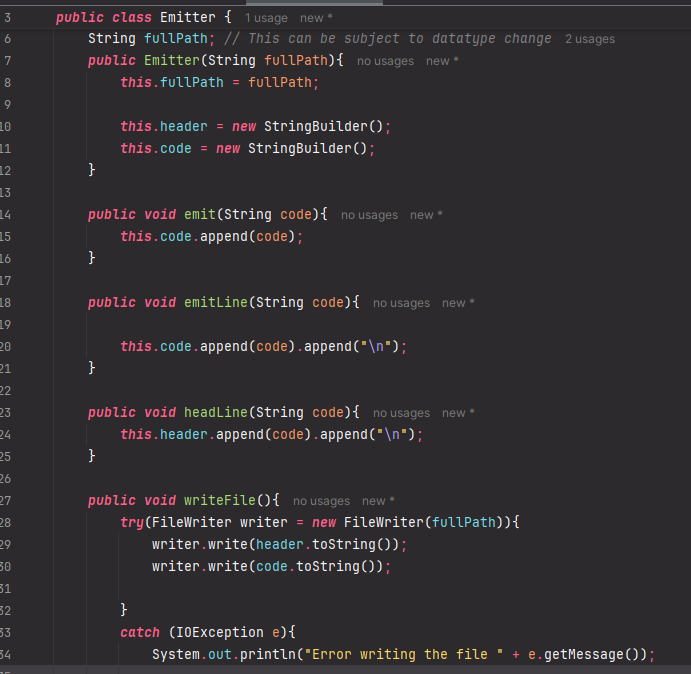 3 public class Emitter { 1 usage new *
6 String fullPath; // This can be subject to datatype change 2 usages
7 public Emitter(String fullPath){ no usages new *
8 this.fullPath = fullPath;
9
10 this.header = new StringBuilder();
11 this.code = new StringBuilder();
12 }
13
14 public void emit(String code){ no usages new *
15 this.code.append(code);
16 }
17
18 public void emitLine(String code){ no usages new *
19
20 this.code.append(code).append("\n");
21 }
22
23 public void headLine(String code){ no usages new *
24 this.header.append(code).append("\n");
25 }
26
27 public void writeFile(){ no usages new *
28 try(FileWriter writer = new FileWriter(fullPath)){
29 writer.write(header.toString());
30 writer.write(code.toString());
31
32 }
33 catch (IOException e){
34 System.out.println("Error writing the file " + e.getMessage());